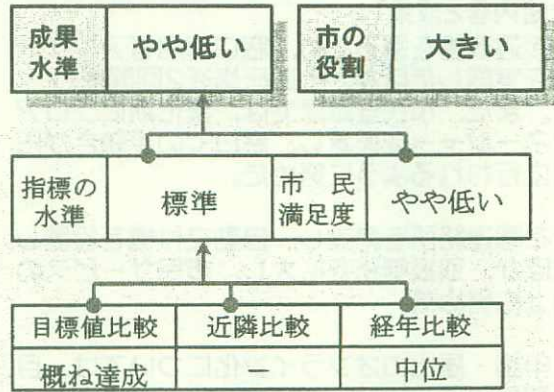 成果
水準
やや低い
市の
役割
大きい
指標の
水準
標準
市　民
満足度
やや低い
目標値比較
近隣比較
経年比較
概ね達成
―
中位